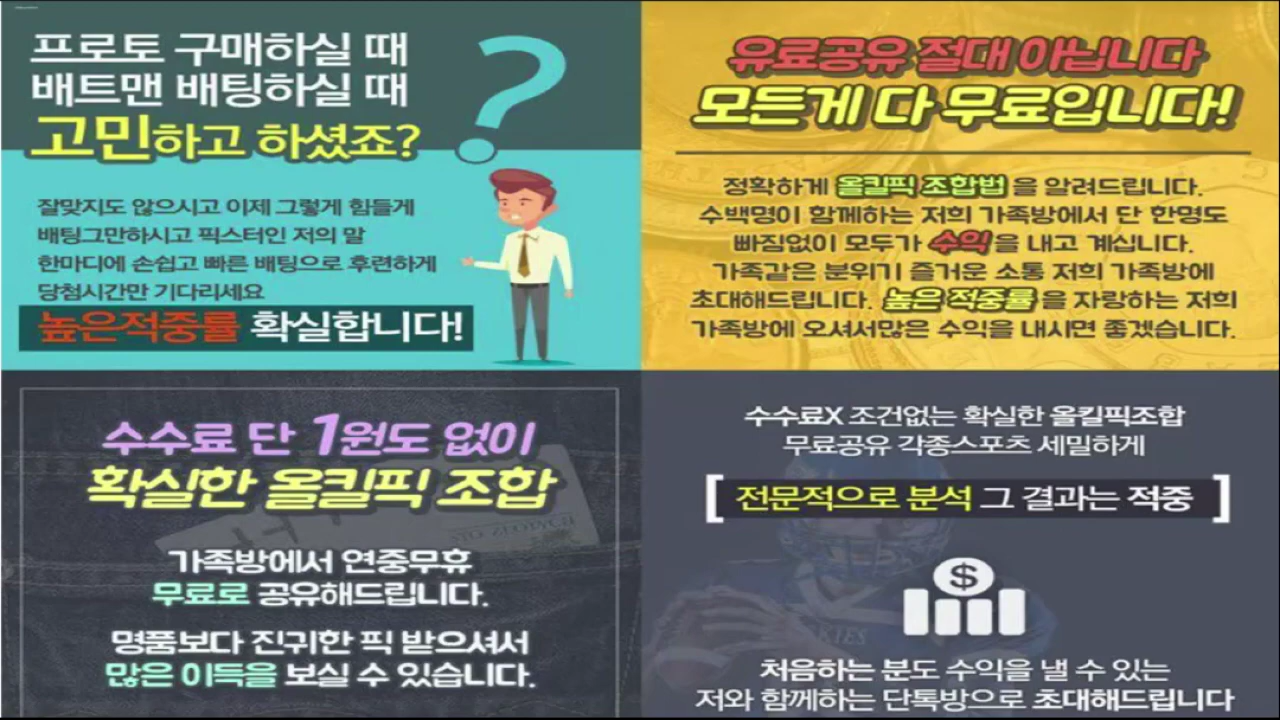 프로토 구매하실 때
배트맨 배팅하실 때
고민하고 하셨죠?
잘맞지도 않으시고 이제 그렇게 힘들게
배팅그만하시고 픽스터인 저의 말
한마디에 손쉽고 빠른 배팅으로 후련하게
당첨시간만 기다리세요
높은적중률 확실합니다!
유료공유 절대 아닙니다
모든게 다 무료입니다!
정확하게 올킬픽 조합법 을 알려드립니다.
수백명이 함께하는 저희 가족방에서 단 한명도
빠짐없이 모두가 수익을 내고 계십니다.
가족같은 분위기 즐거운 소통 저희 가족방에
초대해드립니다. 높은 적중률 을 자랑하는 저희
가족방에 오셔서많은 수익을 내시면 좋겠습니다.
수수료 단 1원도 없이
확실한 올킬픽 조합
가족방에서 연중무휴
무료로 공유해드립니다.
명품보다 진귀한 픽 받으셔서
많은 이득을 보실 수 있습니다.
수수료X 조건없는 확실한 올킬픽조합
무료공유 각종스포츠 세밀하게
[ 전문적으로 분석 그 결과는 적중 ]
$
처음하는 분도 수익을 낼 수 있는
저와 함께하는 단톡방으로 초대해드립니다